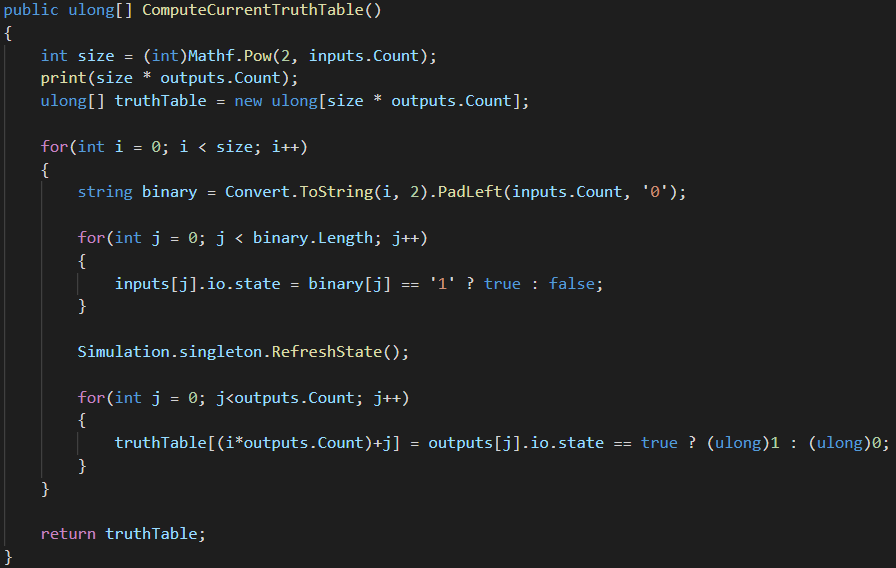 public ulong[] ComputeCurrentTruthTable()
{
    int size = (int)Mathf.Pow(2, inputs.Count);
    print(size * outputs.Count);
    ulong[] truthTable = new ulong[size * outputs.Count];

    for(int i = 0; i < size; i++)
    {
        string binary = Convert.ToString(i, 2).PadLeft(inputs.Count, '0');

        for(int j = 0; j < binary.Length; j++)
        {
            inputs[j].io.state = binary[j] == '1' ? true : false;
        }

        Simulation.singleton.RefreshState();

        for(int j = 0; j<outputs.Count; j++)
        {
            truthTable[(i*outputs.Count)+j] = outputs[j].io.state == true ? (ulong)1 : (ulong)0;
        }
    }

    return truthTable;
}